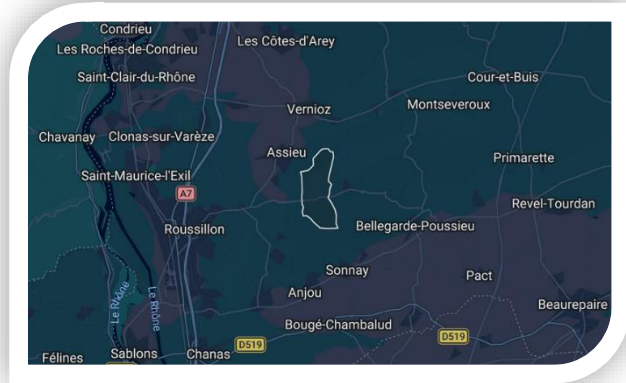 Condrieu
Les Roches-de-Condrieu
Les Côtes-d'Arey
Saint-Clair-du-Rhône
Cour-et-Buis
Vernioz
Montseveroux
Chavanay
Clonas-sur-Varèze
Assieu
Primarette
Saint-Maurice-l'Exil
A7
Revel-Tourdan
Roussillon
Bellegarde-Poussieu
Sonnay
Pact
Le Rhône
Le Rhône
Anjou
Beaurepaire
Bougé-Chambalud
D519
D519
Félines
Sablons
Chanas